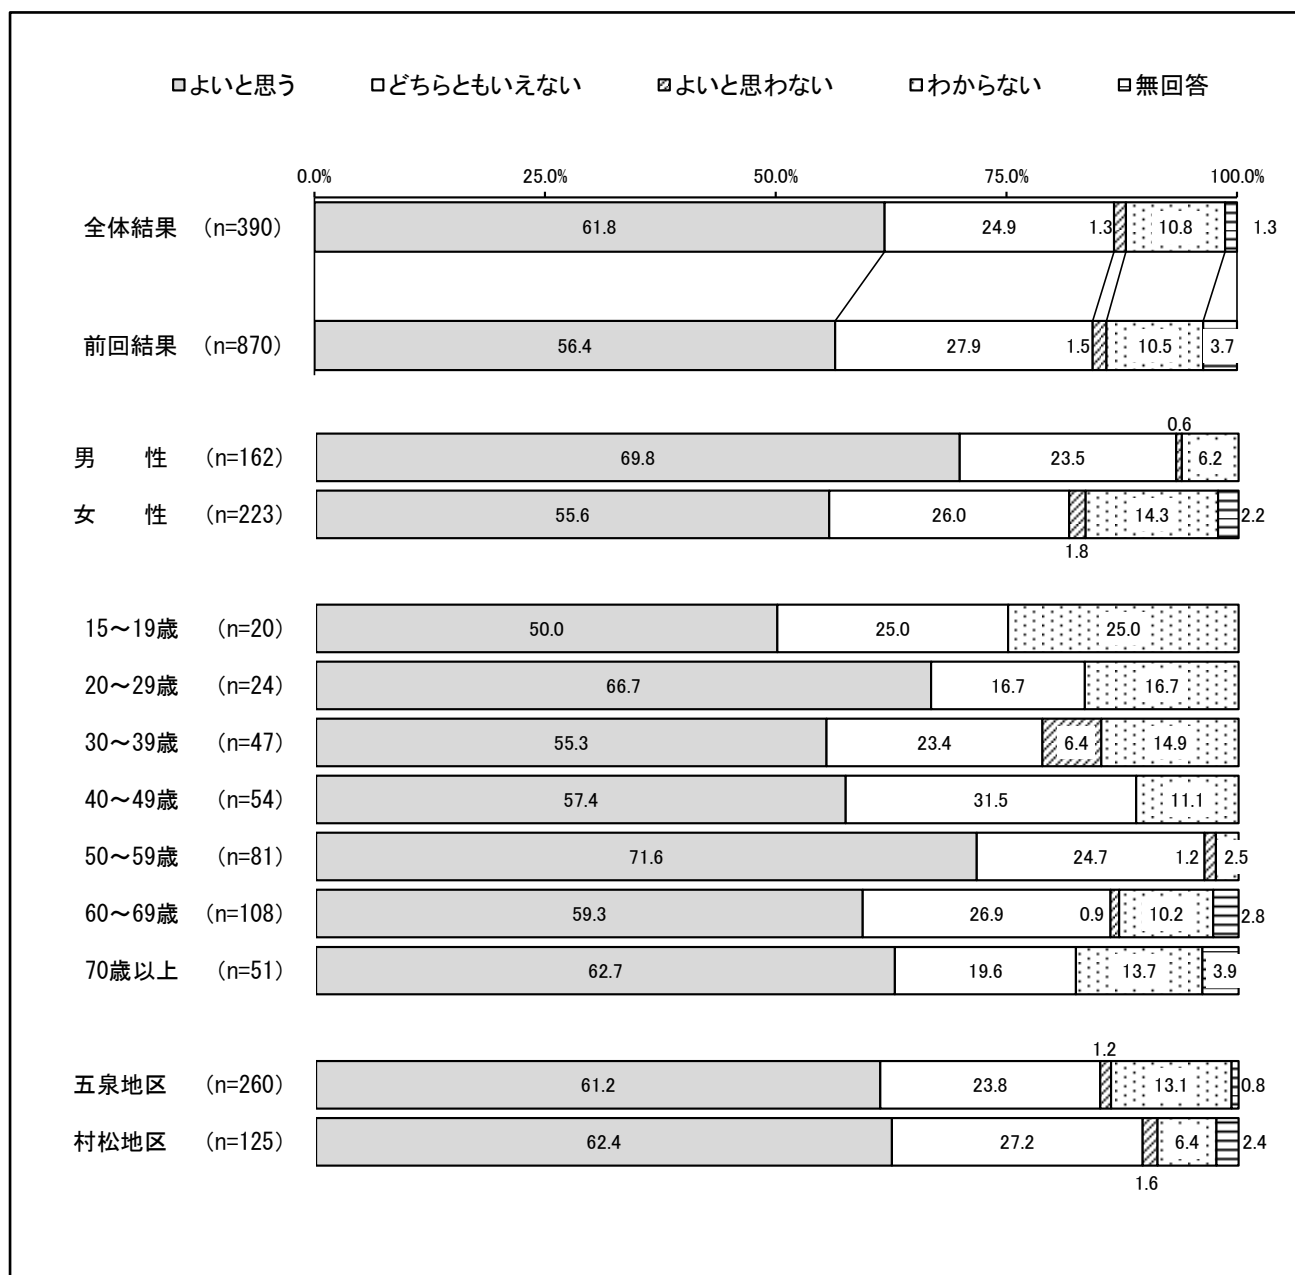 よいと思う どちらともいえない よいと思わない わからない 無回答
0.0% 25.0% 50.0% 75.0% 100.0%
全体結果 (n=390) 61.8 24.9 1.3 10.8 1.3
前回結果 (n=870) 56.4 27.9 1.5 10.5 3.7
0.6
男 性 (n=162) 69.8 23.5 6.2
女 性 (n=223) 55.6 26.0 14.3 2.2
1.8
15～19歳 (n=20) 50.0 25.0 25.0
20～29歳 (n=24) 66.7 16.7 16.7
30～39歳 (n=47) 55.3 23.4 6.4 14.9
40～49歳 (n=54) 57.4 31.5 11.1
50～59歳 (n=81) 71.6 24.7 1.2 2.5
60～69歳 (n=108) 59.3 26.9 0.9 10.2 2.8
70歳以上 (n=51) 62.7 19.6 13.7 3.9
1.2
五泉地区 (n=260) 61.2 23.8 13.1 0.8
村松地区 (n=125) 62.4 27.2 6.4 2.4
1.6